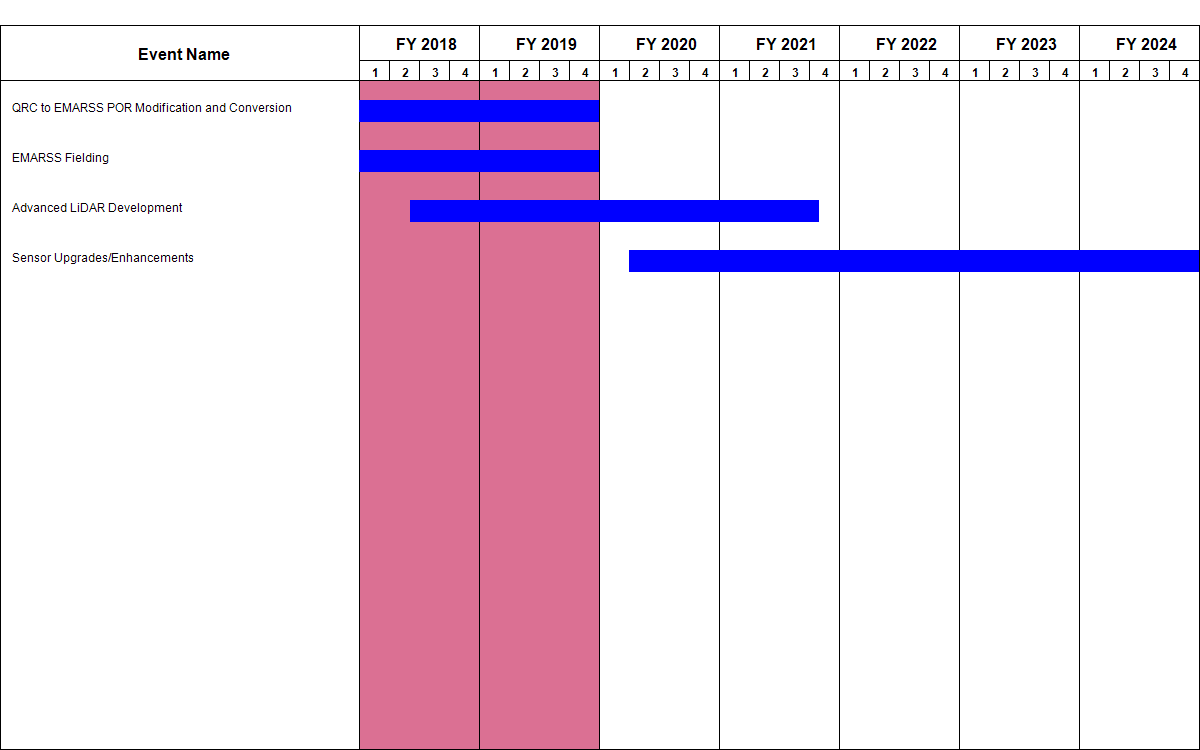 Event Name
FY 2018 FY 2019 FY 2020 FY 2021 FY 2022 FY 2023 FY 2024
1 2 3 4 1 2 3 4 1 2 3 4 1 2 3 4 1 2 3 4 1 2 3 4 1 2 3 4
QRC to EMARSS POR Modification and Conversion
EMARSS Fielding
Advanced LiDAR Development
Sensor Upgrades/Enhancements